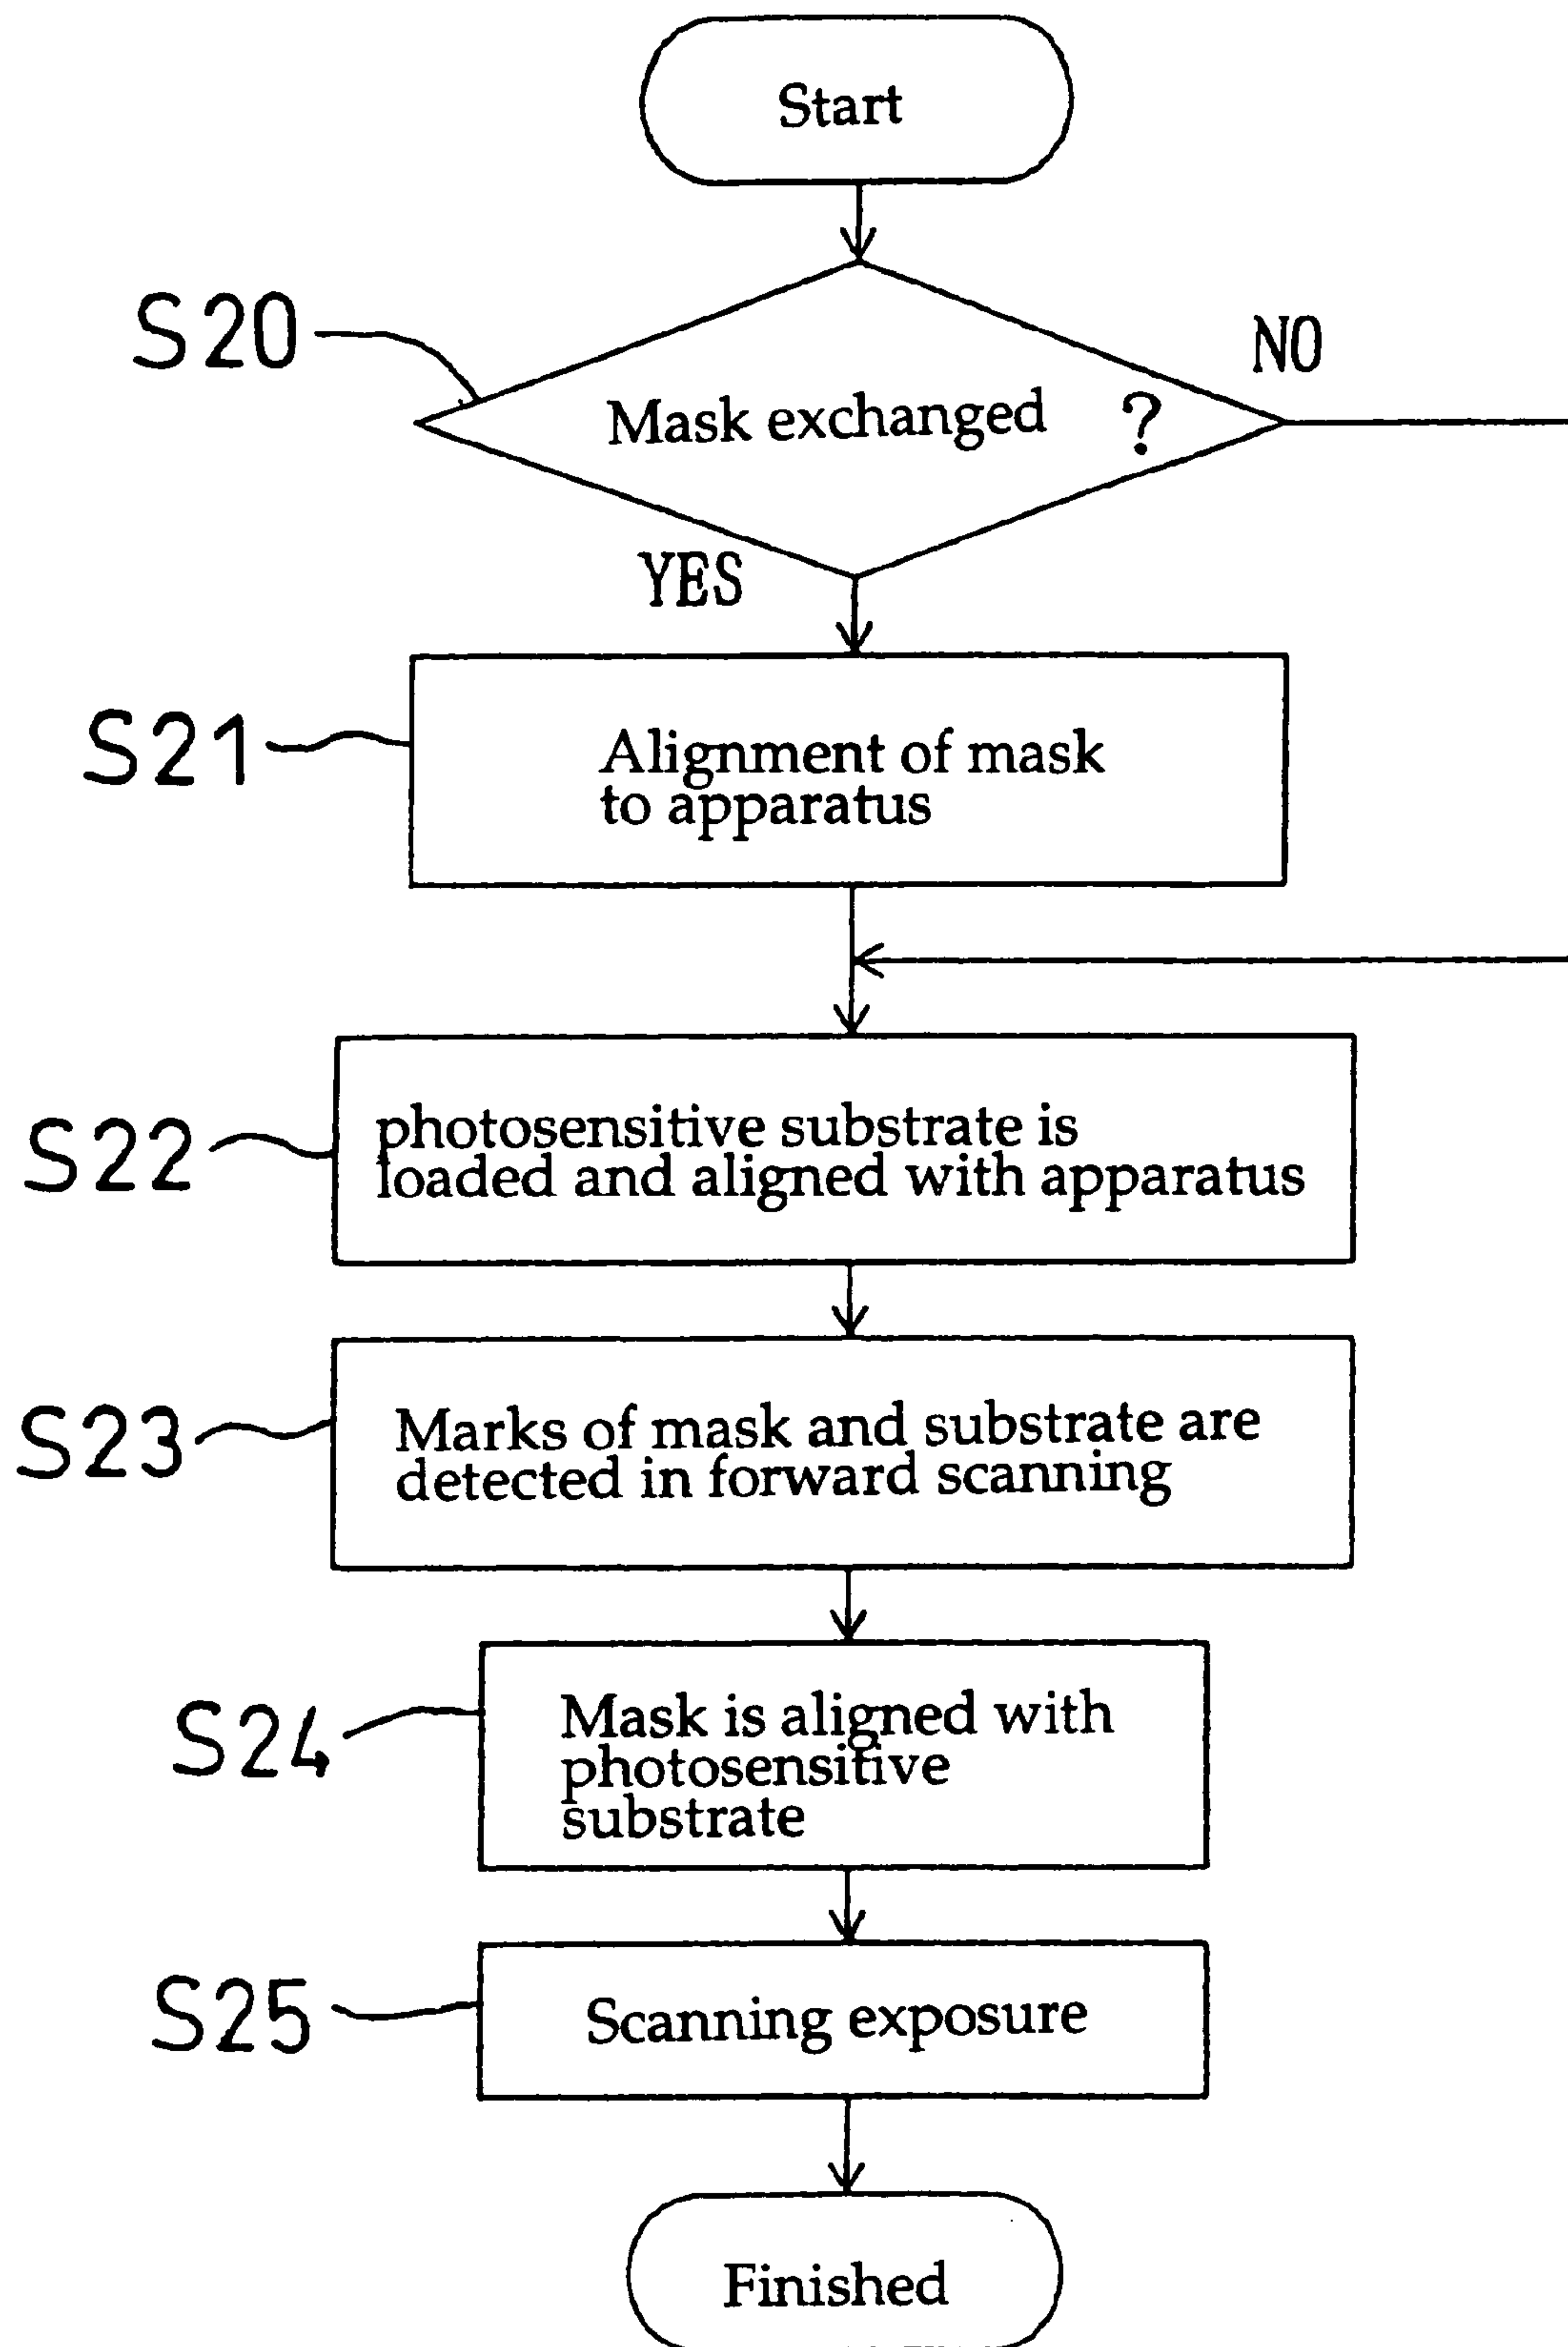 Start
S20
Mask exchanged ?
NO
YES
S21
Alignment of mask
to apparatus
S22
photosensitive substrate is
loaded and aligned with apparatus
S23
Marks of mask and substrate are
detected in forward scanning
S24
Mask is aligned with
photosensitive
substrate
S25
Scanning exposure
Finished